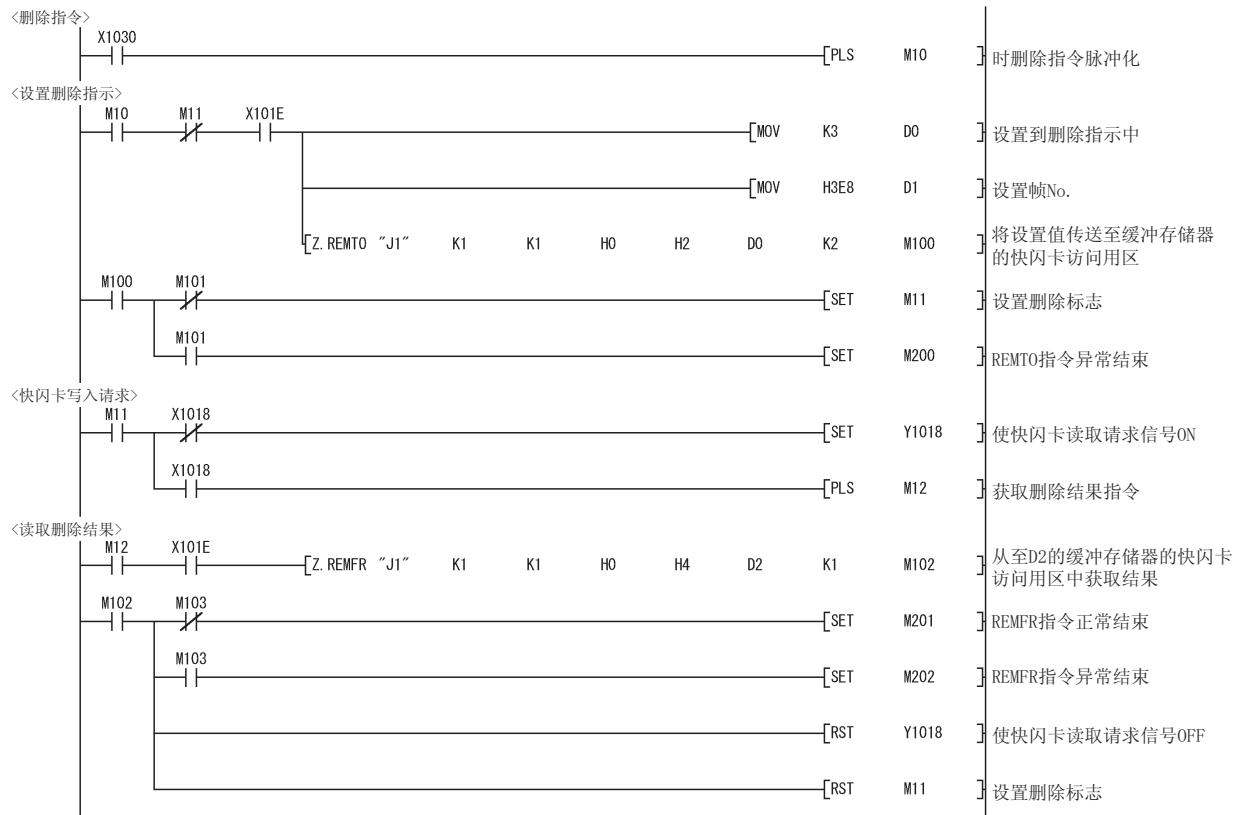 <删除指令>
X1030
PLS M10 时删除指令脉冲化
<设置删除指示>
M10 M11 X101E
MOV K3 D0 设置到删除指示中
MOV H3E8 D1 设置帧No.
Z.REMTO "J1" K1 K1 H0 H2 D0 K2 M100 将设置值传送至缓冲存储器
的快闪卡访问用区
M100 M101
SET M11 设置删除标志
M101
SET M200 REMTO指令异常结束
<快闪卡写入请求>
M11 X1018
SET Y1018 使快闪卡读取请求信号ON
X1018
PLS M12 获取删除结果指令
<读取删除结果>
M12 X101E
Z.REMFR "J1" K1 K1 H0 H4 D2 K1 M102 从至D2的缓冲存储器的快闪卡
访问用区中获取结果
M102 M103
SET M201 REMFR指令正常结束
M103
SET M202 REMFR指令异常结束
RST Y1018 使快闪卡读取请求信号OFF
RST M11 设置删除标志